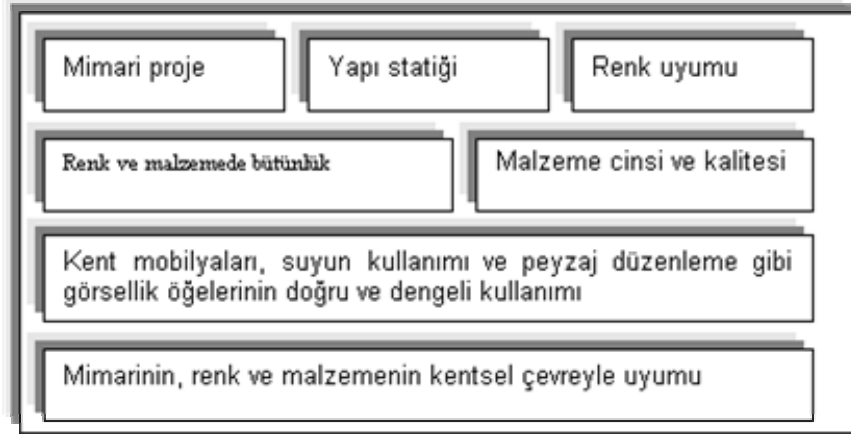 Mimari proje
Yapı statiği
Renk uyumu
Renk ve malzemede bütünlük
Malzeme cinsi ve kalitesi
Kent mobilyaları, suyun kullanımı ve peyzaj düzenleme gibi
görsellik öğelerinin doğru ve dengeli kullanımı
Mimarinin, renk ve malzemenin kentsel çevreyle uyumu